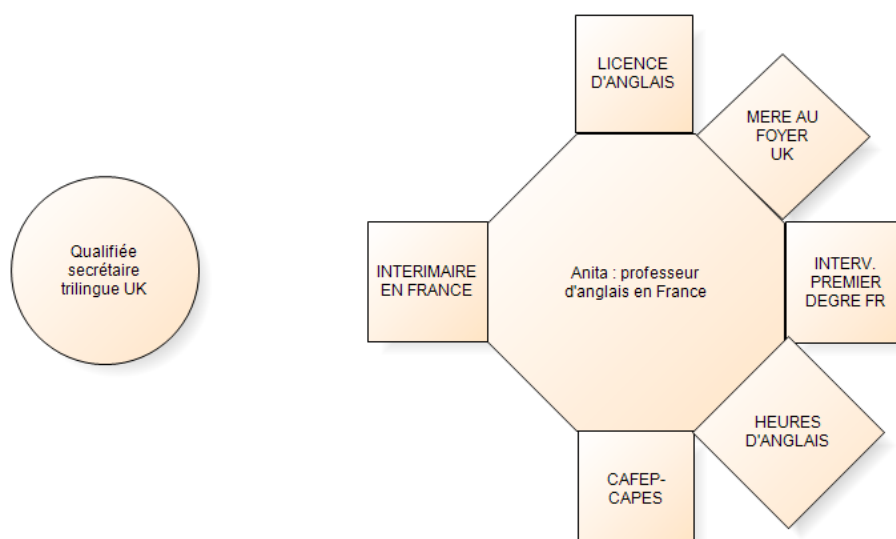 LICENCE
D'ANGLAIS
MERE AU
FOYER
UK
Qualifiée
secrétaire
trilingue UK
INTERIMAIRE
EN FRANCE
Anita : professeur
d'anglais en France
INTERV.
PREMIER
DEGRE FR
HEURES
D'ANGLAIS
CAFEP-
CAPES